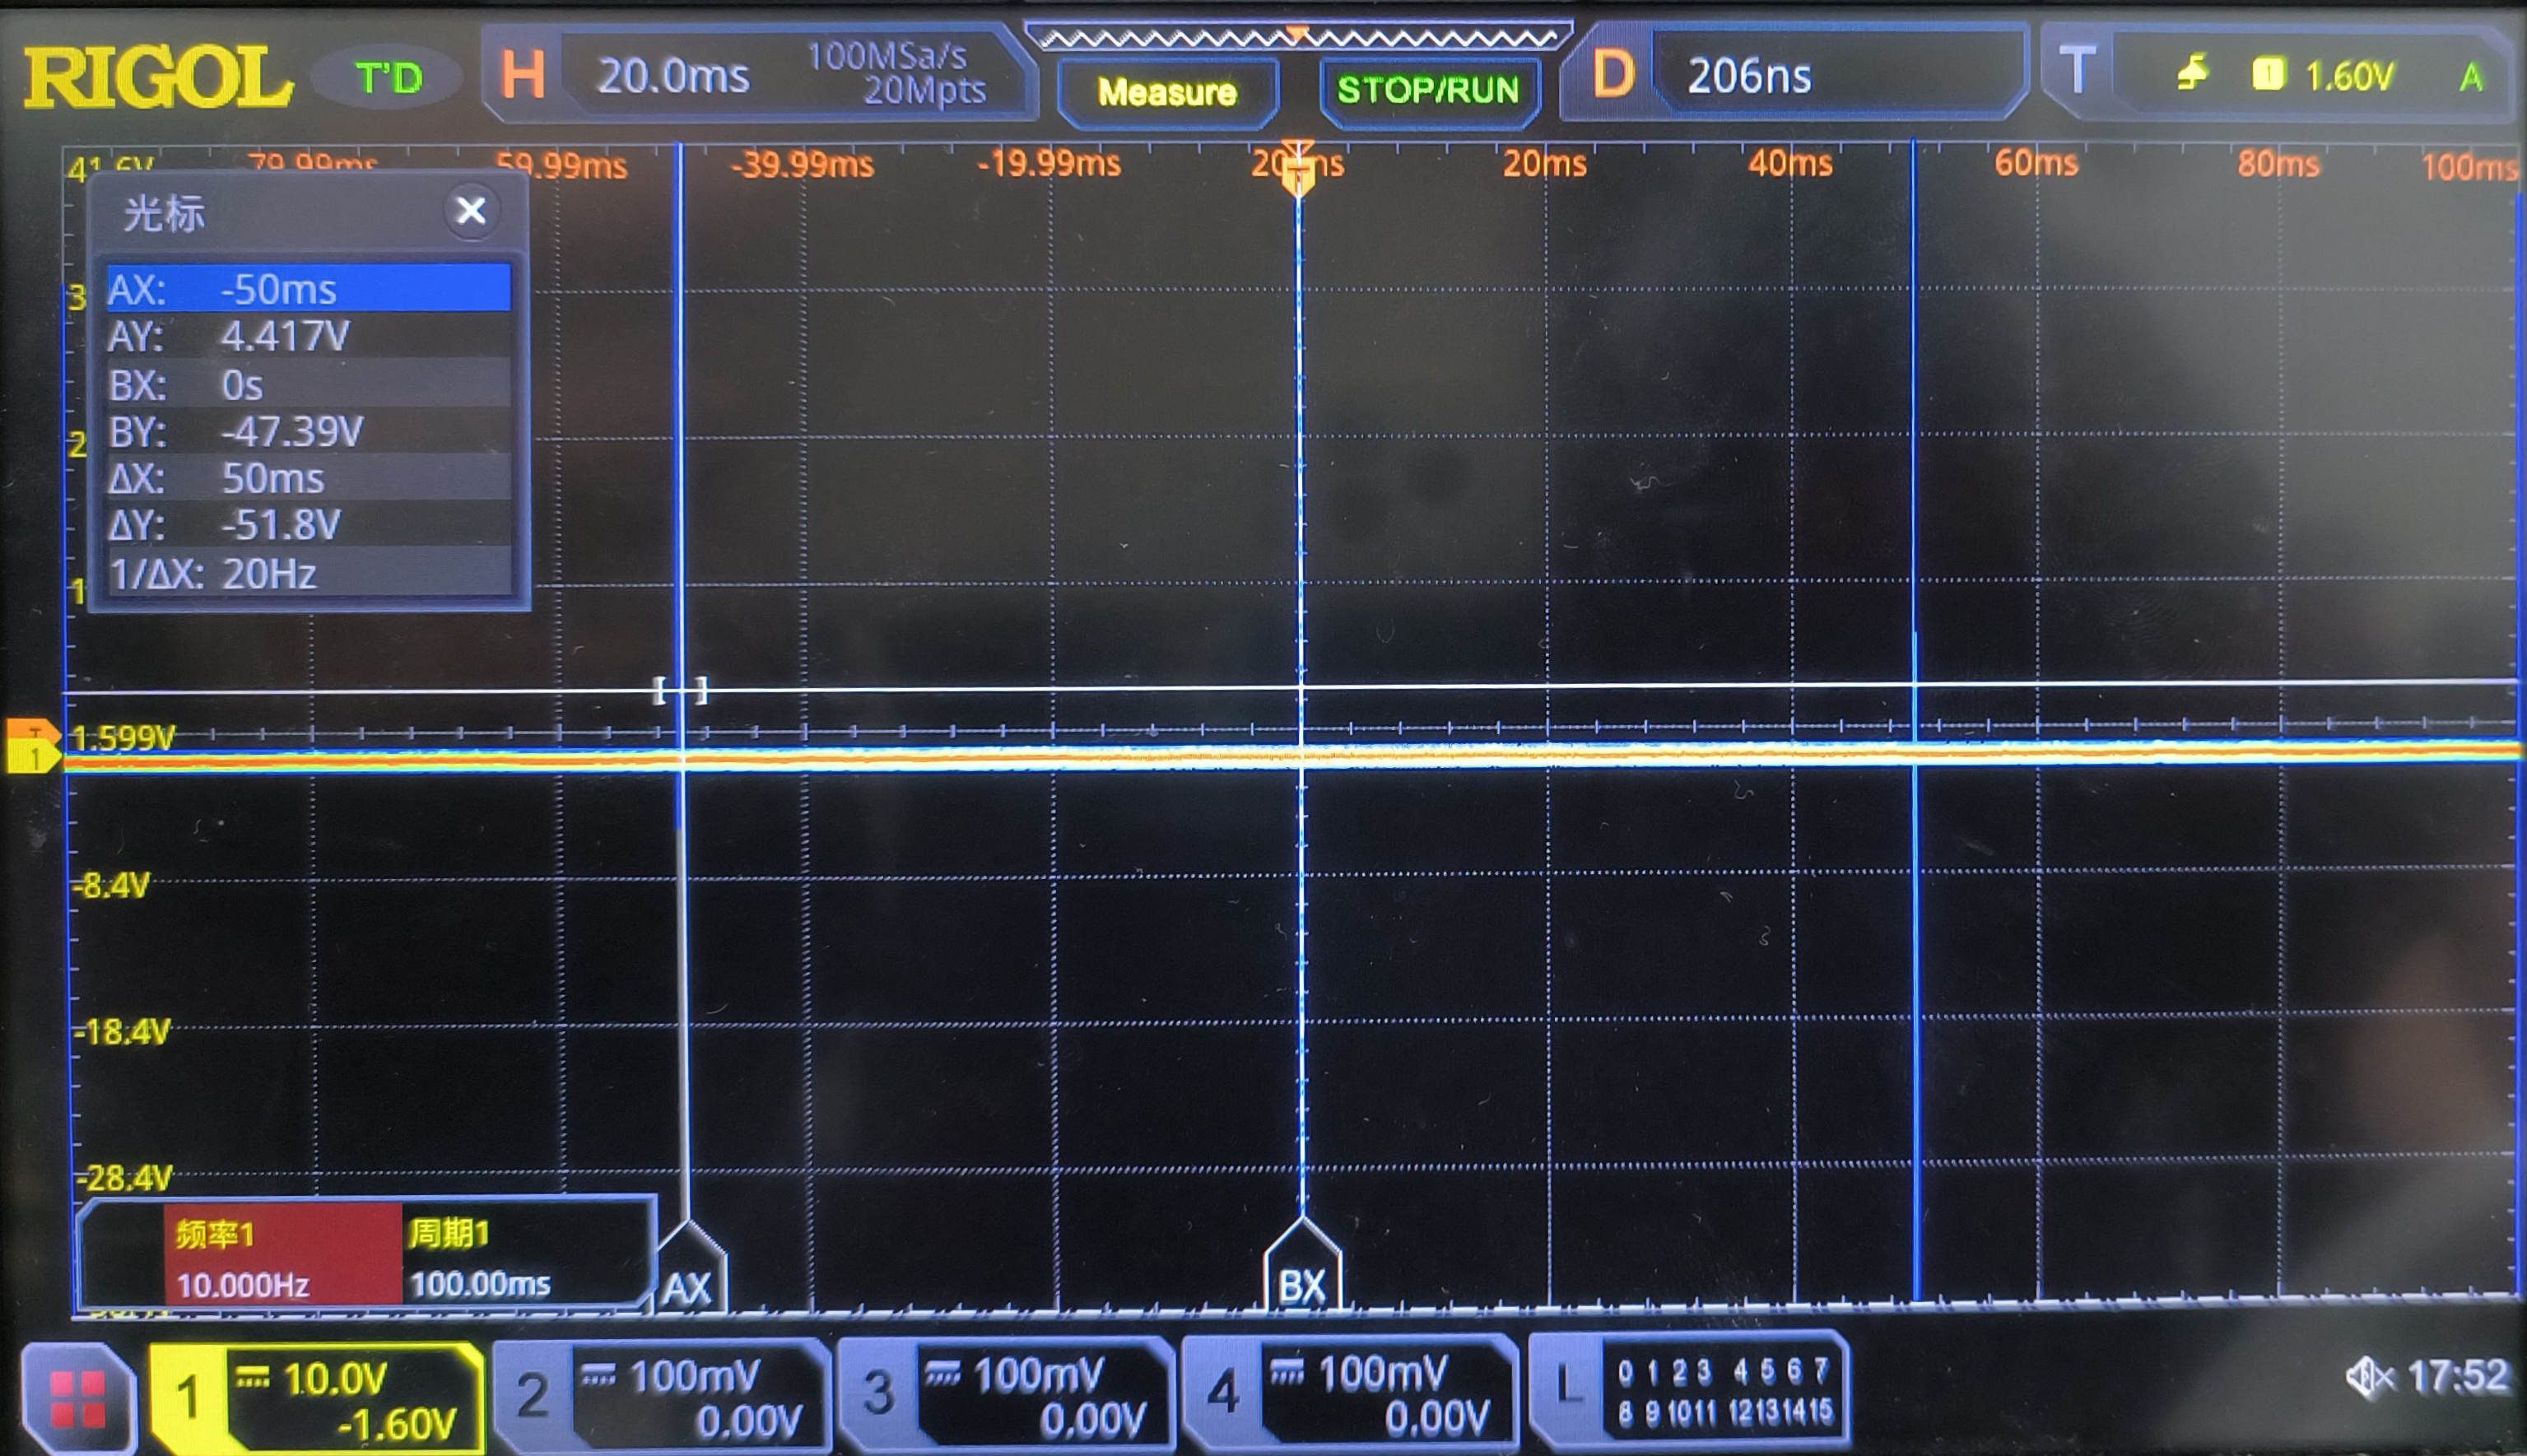 RIGOL
T'D
H 20.0ms 100MSa/s 20Mpts
Measure
STOP/RUN
D 206ns
T 1 1.60V A
41.6V 79.99ms 59.99ms -39.99ms -19.99ms 20 ns 20ms 40ms 60ms 80ms 100ms
光标
AX: -50ms
AY: 4.417V
BX: 0s
BY: -47.39V
ΔX: 50ms
ΔY: -51.8V
1/ΔX: 20Hz
3
2
1
T
1
1.599V
-8.4V
-18.4V
-28.4V
频率1 周期1
10.000Hz 100.00ms
AX
BX
1 10.0V
-1.60V
2 100mV
0.00V
3 100mV
0.00V
4 100mV
0.00V
L 0 1 2 3 4 5 6 7
8 9 10 11 12 13 14 15
17:52